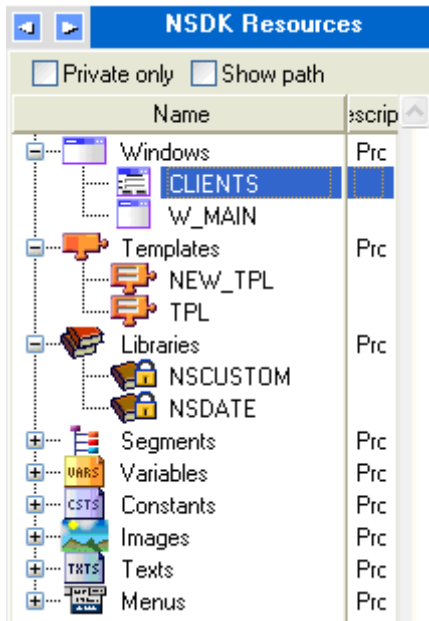 NSDK Resources
Private only Show path
Name escrip
Windows Prc
CLIENTS
W_MAIN
Templates Prc
NEW_TPL
TPL
Libraries Prc
NSCUSTOM
NSDATE
Segments Prc
VARS Variables Prc
CSTS Constants Prc
Images Prc
TXTS Texts Prc
Menus Prc